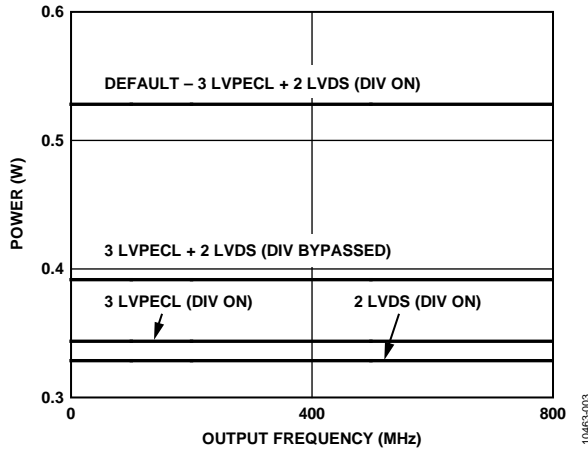 0.6
DEFAULT – 3 LVPECL + 2 LVDS (DIV ON)
0.5
POWER (W)
3 LVPECL + 2 LVDS (DIV BYPASSED)
0.4
3 LVPECL (DIV ON)
2 LVDS (DIV ON)
0.3
0
400
800
OUTPUT FREQUENCY (MHz)
10463-003